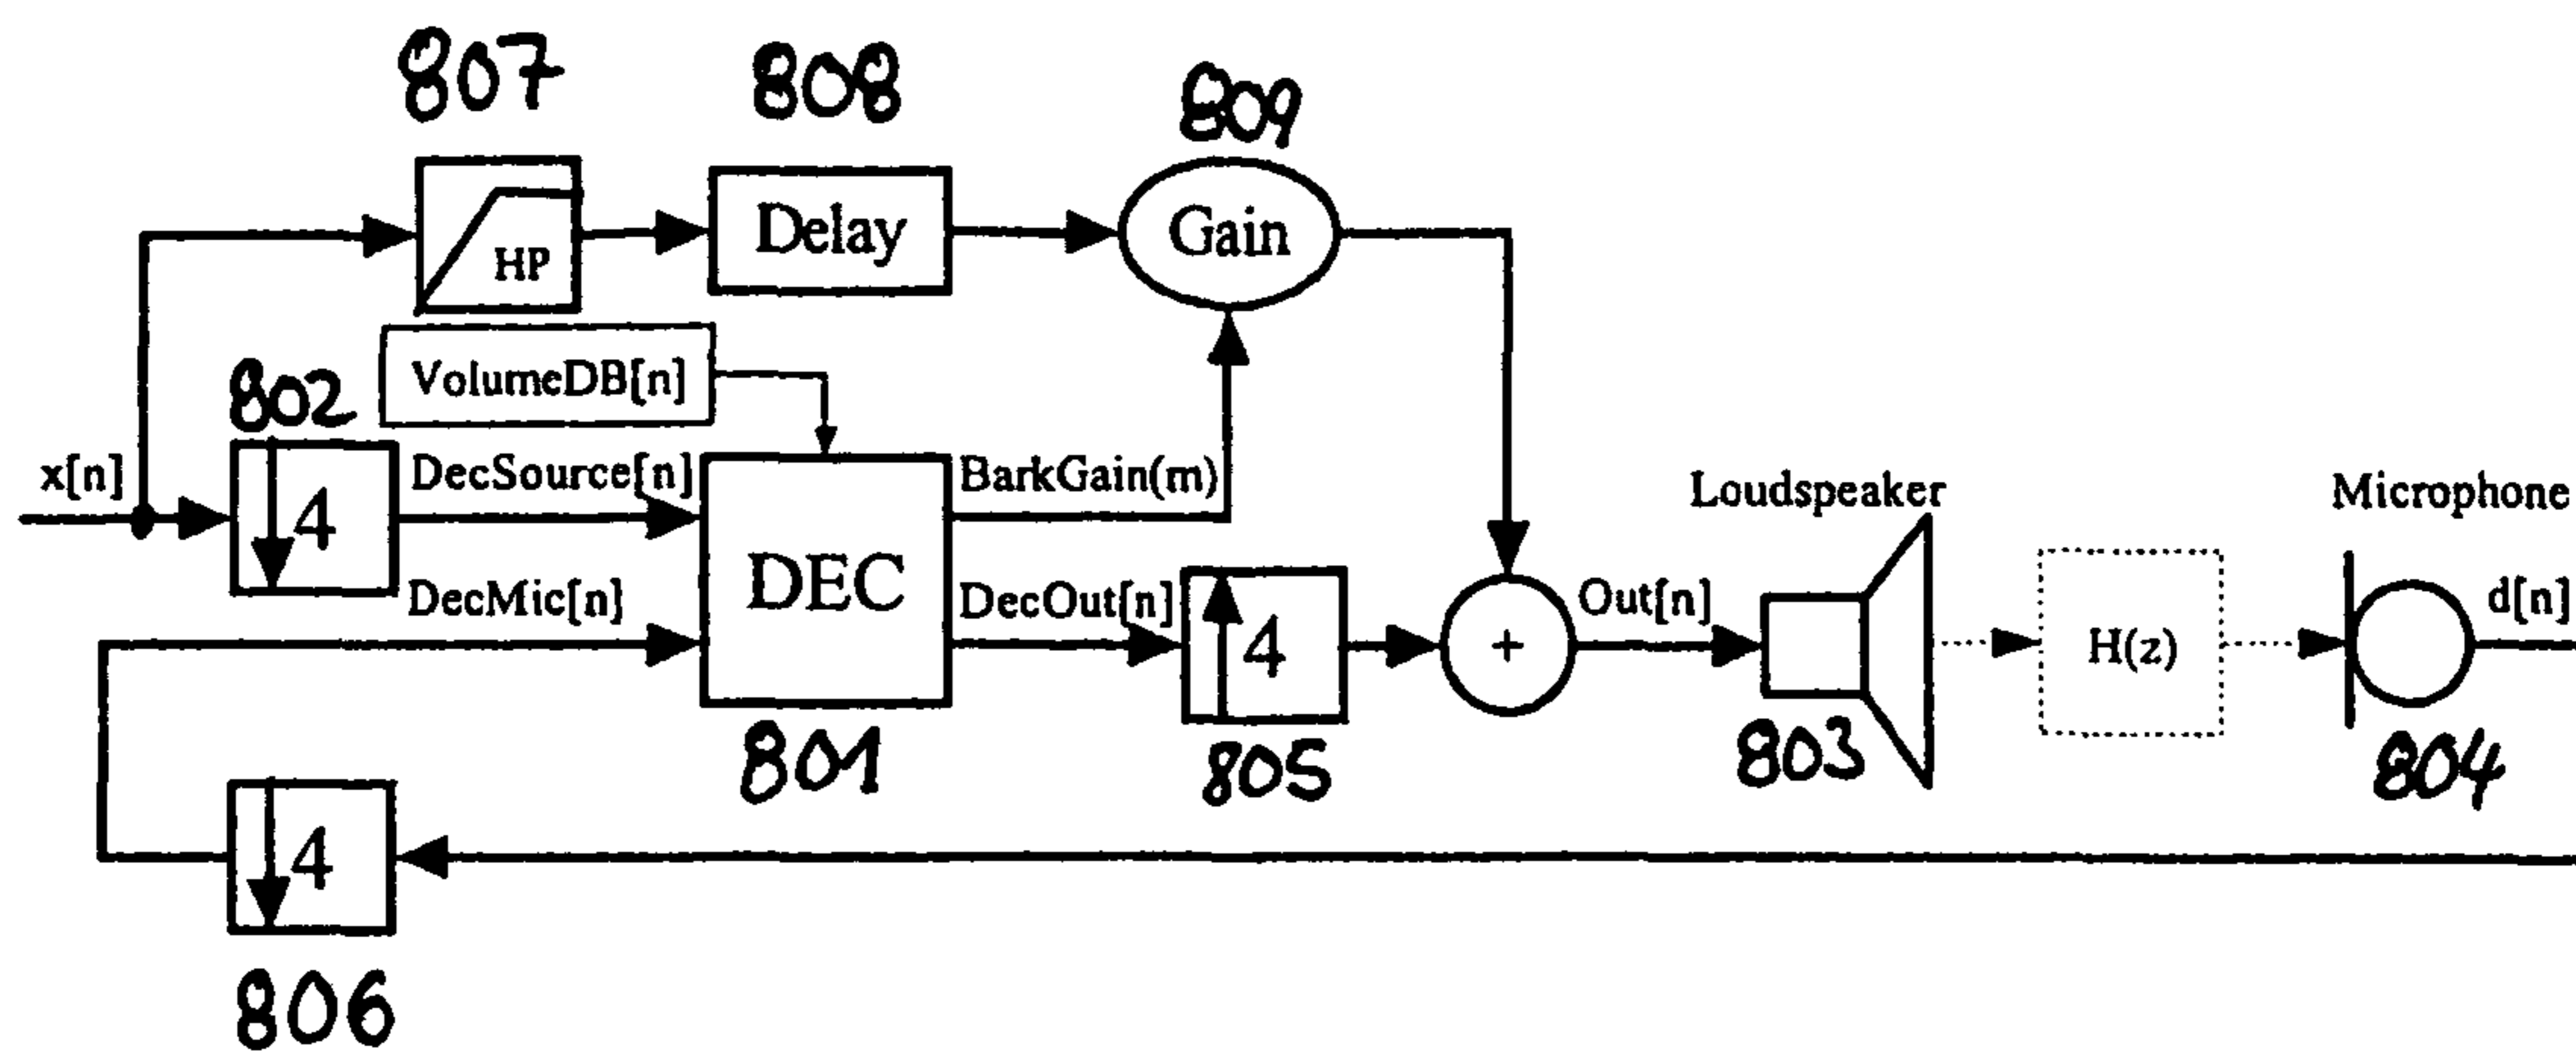 807 808 809
HP Delay Gain
VolumeDB[n]
802
x[n] 4 DecSource[n] BarkGain(m) Loudspeaker Microphone
DecMic[n] DEC DecOut[n] 4 + Out[n] H(z) d[n]
801 805 803 804
4
806